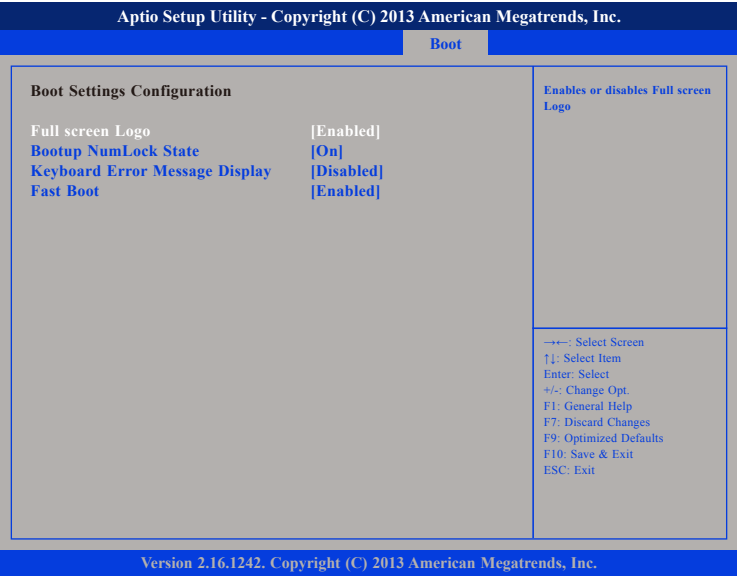 Aptio Setup Utility - Copyright (C) 2013 American Megatrends, Inc.
Boot
Boot Settings Configuration
Full screen Logo [Enabled]
Bootup NumLock State [On]
Keyboard Error Message Display [Disabled]
Fast Boot [Enabled]
Enables or disables Full screen
Logo
→←: Select Screen
↑↓: Select Item
Enter: Select
+/-: Change Opt.
F1: General Help
F7: Discard Changes
F9: Optimized Defaults
F10: Save & Exit
ESC: Exit
Version 2.16.1242. Copyright (C) 2013 American Megatrends, Inc.